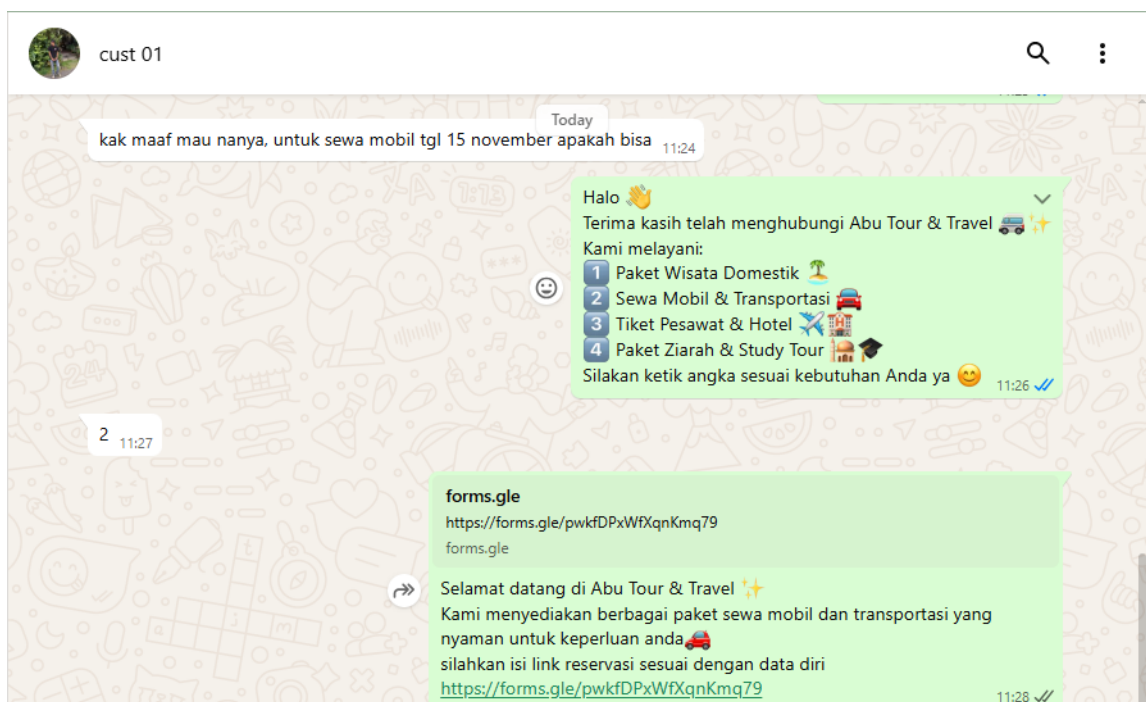 cust 01
Today
kak maaf mau nanya, untuk sewa mobil tgl 15 november apakah bisa 11:24
Halo 👋
Terima kasih telah menghubungi Abu Tour & Travel 🚐✨
Kami melayani:
1️⃣ Paket Wisata Domestik 🏝️
2️⃣ Sewa Mobil & Transportasi 🚘
3️⃣ Tiket Pesawat & Hotel ✈️🏨
4️⃣ Paket Ziarah & Study Tour 🕌🎓
Silakan ketik angka sesuai kebutuhan Anda ya 😊 11:26
2 11:27
forms.gle
https://forms.gle/pwkfDPxWfXqnKmq79
forms.gle
Selamat datang di Abu Tour & Travel ✨
Kami menyediakan berbagai paket sewa mobil dan transportasi yang
nyaman untuk keperluan anda🚗
silahkan isi link reservasi sesuai dengan data diri
https://forms.gle/pwkfDPxWfXqnKmq79 11:28